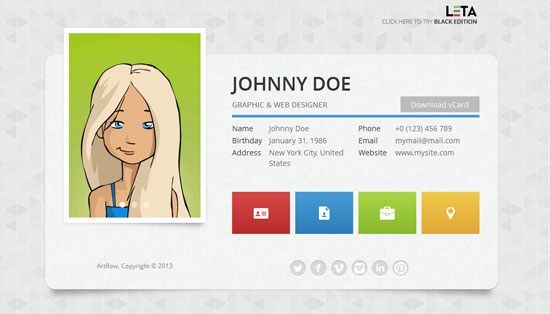 LETA
CLICK HERE TO TRY BLACK EDITION
JOHNNY DOE
GRAPHIC & WEB DESIGNER
Download vCard
Name Johnny Doe
Phone +0 (123) 456 789
Birthday January 31, 1986
Email mymail@mail.com
Address New York City, United States
Website www.mysite.com
ArtRow, Copyright © 2013